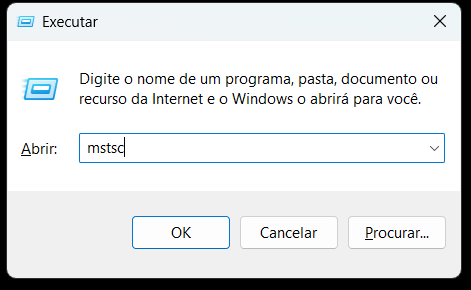 Executar
Digite o nome de um programa, pasta, documento ou
recurso da Internet e o Windows o abrirá para você.
Abrir: mstsc
OK Cancelar Procurar...